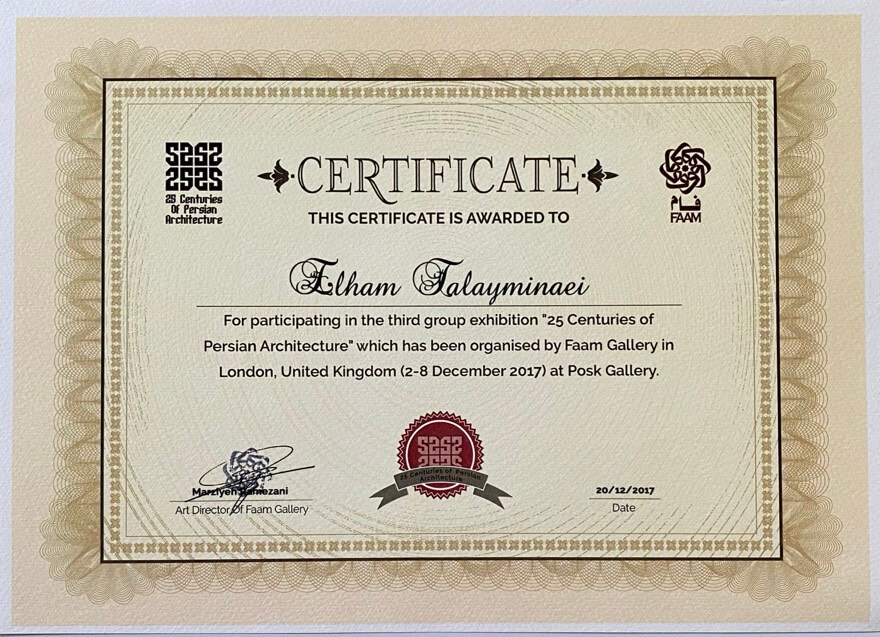 25 Centuries
Of Persian
Architecture
CERTIFICATE
فام
FAAM
THIS CERTIFICATE IS AWARDED TO
Elham Talayminaei
For participating in the third group exhibition "25 Centuries of
Persian Architecture" which has been organised by Faam Gallery in
London, United Kingdom (2-8 December 2017) at Posk Gallery.
25 Centuries of Persian
Architecture
Marziyeh Ramezani
Art Director of Faam Gallery
20/12/2017
Date